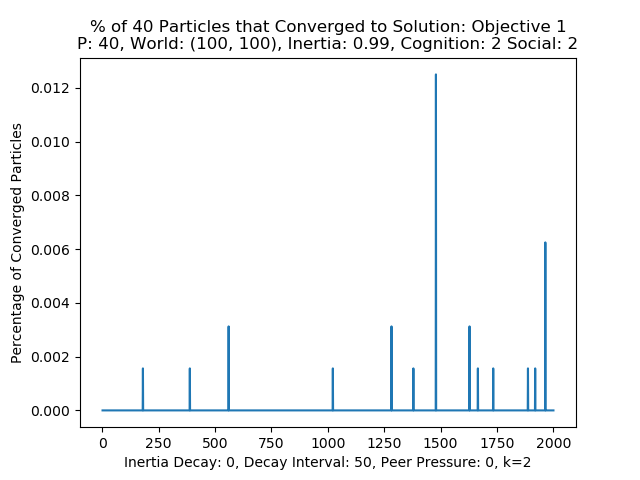 % of 40 Particles that Converged to Solution: Objective 1
P: 40, World: (100, 100), Inertia: 0.99, Cognition: 2 Social: 2
Percentage of Converged Particles
0.012
0.010
0.008
0.006
0.004
0.002
0.000
0 250 500 750 1000 1250 1500 1750 2000
Inertia Decay: 0, Decay Interval: 50, Peer Pressure: 0, k=2